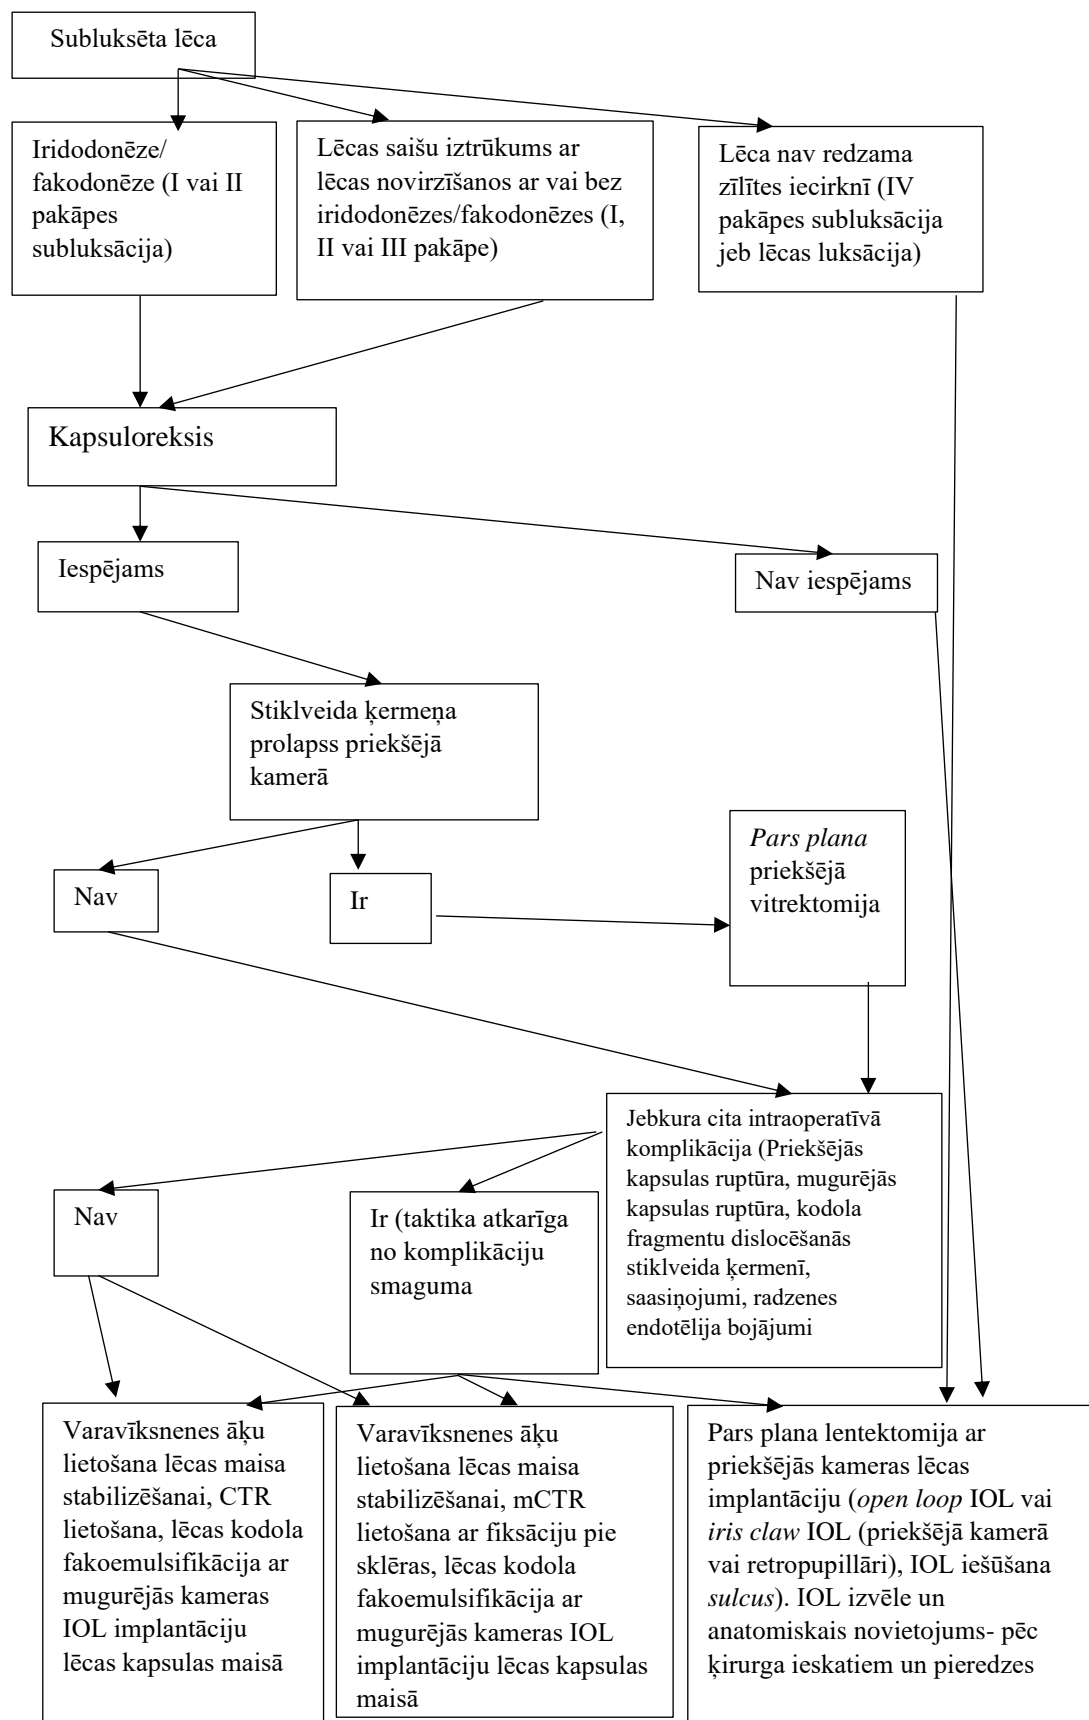 Subluksēta lēca
Iridodonēze/
fakodonēze (I vai II
pakāpes
subluksācija)
Lēcas saišu iztrūkums ar
lēcas novirzīšanos ar vai bez
iridodonēzes/fakodonēzes (I,
II vai III pakāpe)
Lēca nav redzama
zīlītes iecirknī (IV
pakāpes subluksācija
jeb lēcas luksācija)
Kapsuloreksis
Iespējams
Nav iespējams
Stiklveida ķermeņa
prolapss priekšējā
kamerā
Pars plana
priekšējā
vitrektomija
Nav
Ir
Jebkura cita intraoperatīvā
komplikācija (Priekšējās
kapsulas ruptūra, mugurējās
kapsulas ruptūra, kodola
fragmentu dislocēšanās
stiklveida ķermenī,
saasiņojumi, radzenes
endotēlija bojājumi
Nav
Ir (taktika atkarīga
no komplikāciju
smaguma
Varavīksnenes āķu
lietošana lēcas maisa
stabilizēšanai, CTR
lietošana, lēcas kodola
fakoemulsifikācija ar
mugurējās kameras
IOL implantāciju
lēcas kapsulas maisā
Varavīksnenes āķu
lietošana lēcas maisa
stabilizēšanai, mCTR
lietošana ar fiksāciju pie
sklēras, lēcas kodola
fakoemulsifikācija ar
mugurējās kameras IOL
implantāciju lēcas kapsulas
maisā
Pars plana lentektomija ar
priekšējās kameras lēcas
implantāciju (open loop IOL vai
iris claw IOL (priekšējā kamerā
vai retropupillāri), IOL iešūšana
sulcus). IOL izvēle un
anatomiskais novietojums- pēc
ķirurga ieskatiem un pieredzes